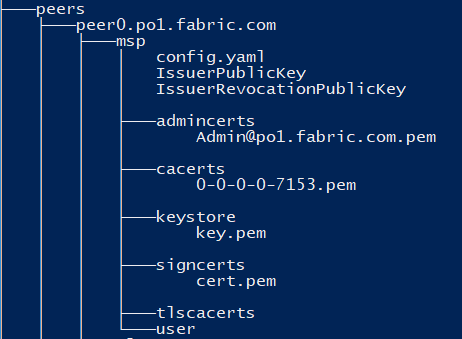 peers
peer0.po1.fabric.com
msp
config.yaml
IssuerPublicKey
IssuerRevocationPublicKey
admincerts
Admin@po1.fabric.com.pem
cacerts
0-0-0-0-7153.pem
keystore
key.pem
signcerts
cert.pem
tlscacerts
user